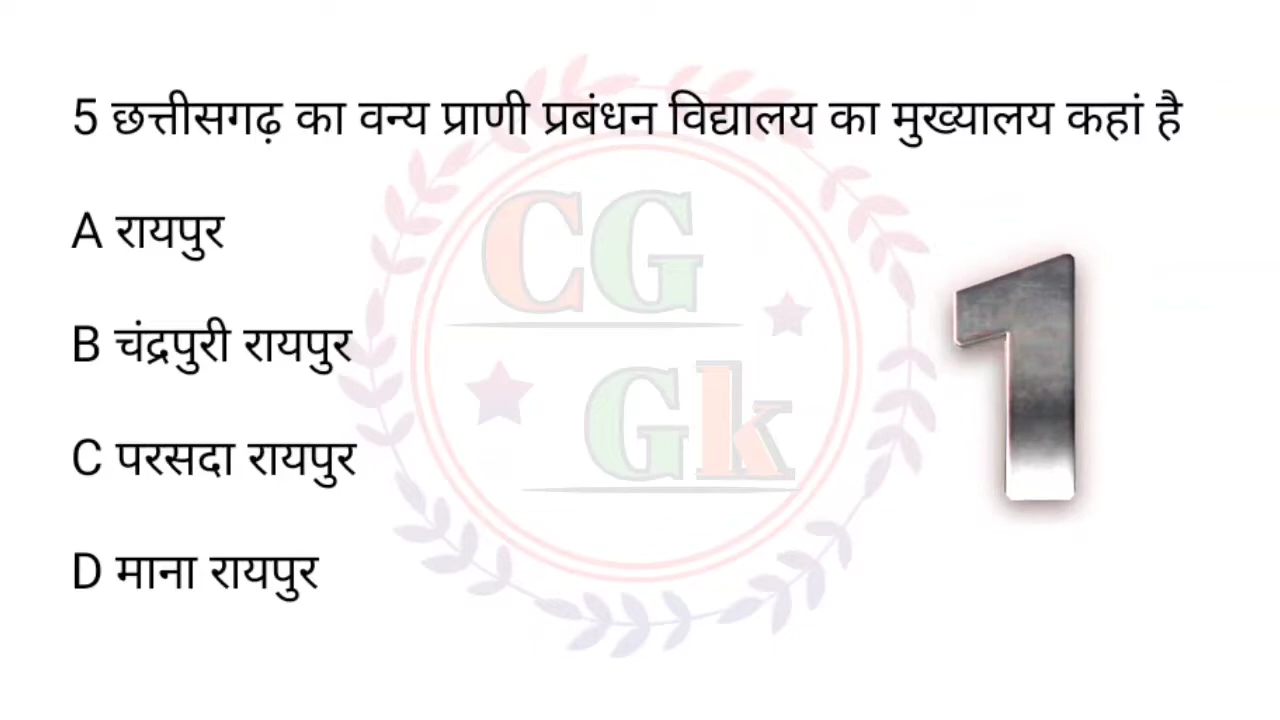 5 छत्तीसगढ़ का वन्य प्राणी प्रबंधन विद्यालय का मुख्यालय कहां है
A रायपुर
B चंद्रपुरी रायपुर
C परसदा रायपुर
D माना रायपुर
CG
Gk
1